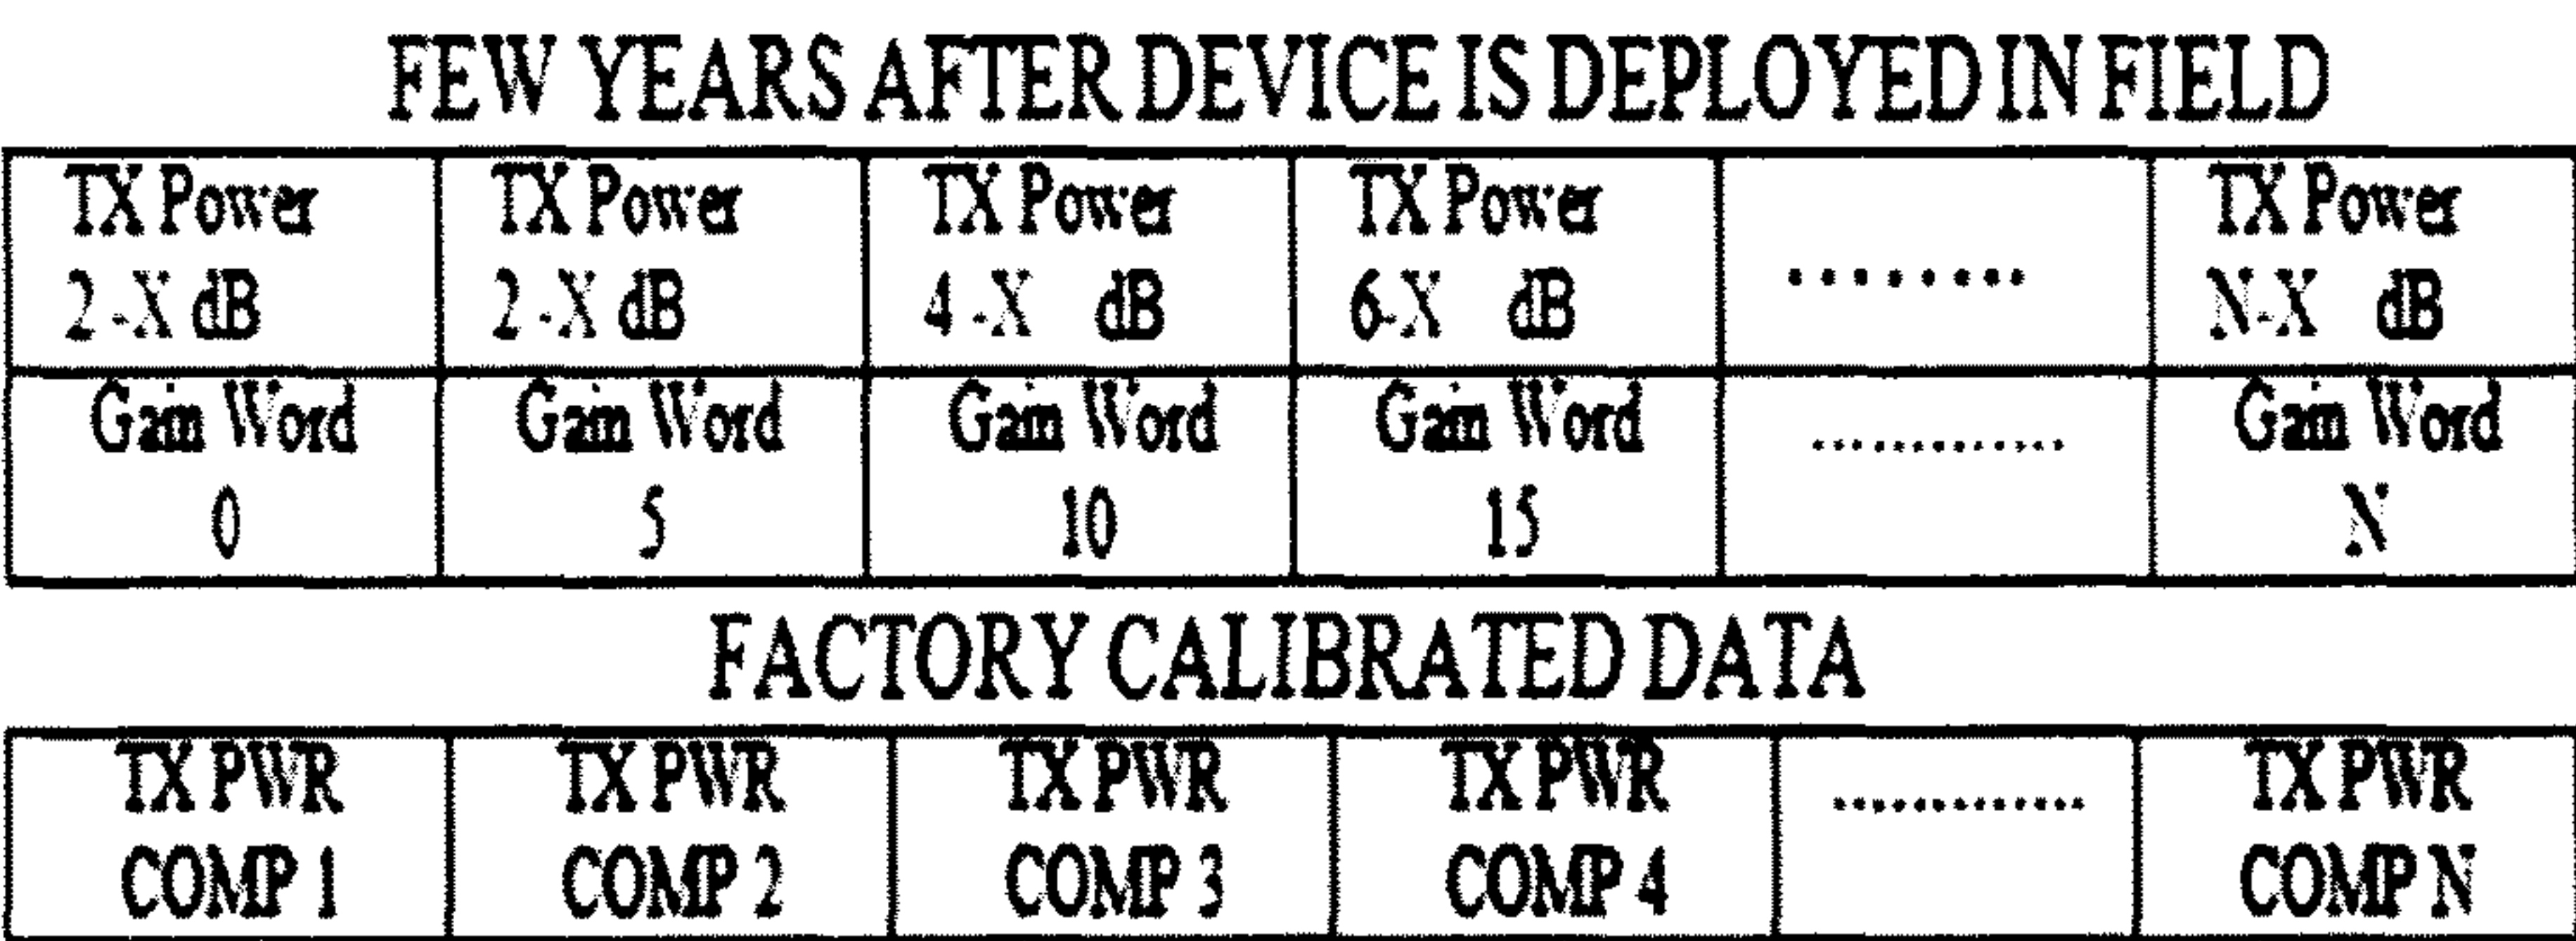 FEW YEARS AFTER DEVICE IS DEPLOYED IN FIELD
TX Power TX Power TX Power TX Power ........ TX Power
2 -X dB 2 -X dB 4 -X dB 6-X dB N-X dB
Gain Word Gain Word Gain Word Gain Word ............. Gain Word
0 5 10 15 N
FACTORY CALIBRATED DATA
TX PWR TX PWR TX PWR TX PWR ............. TX PWR
COMP 1 COMP 2 COMP 3 COMP 4 COMP N